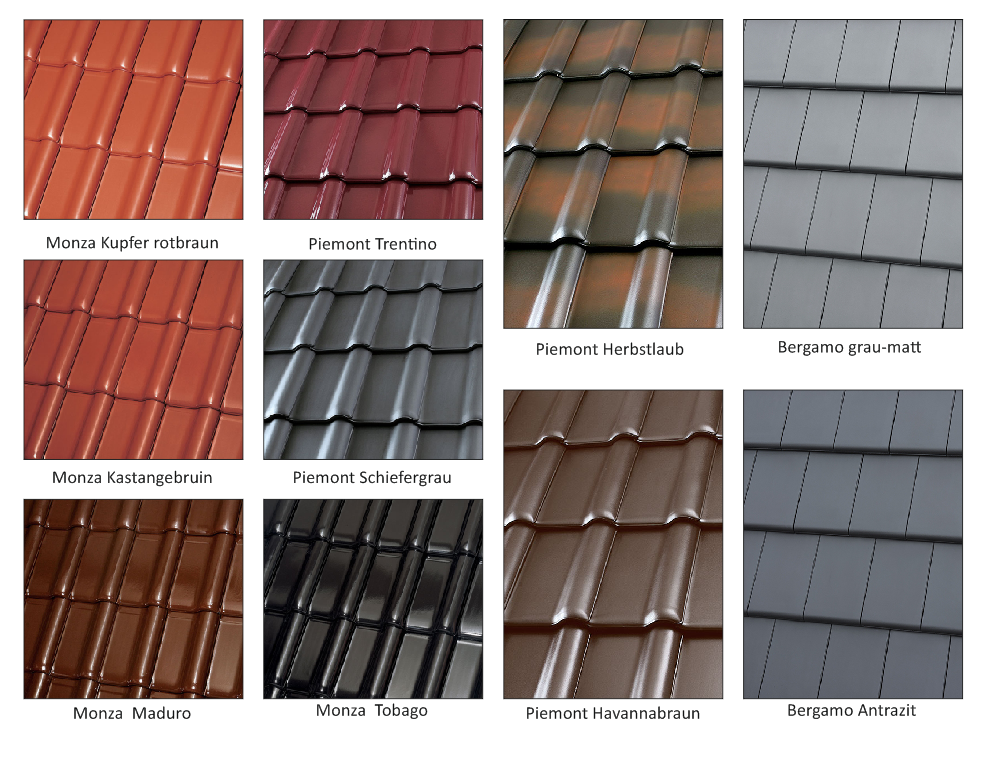 Monza Kupfer rotbraun
Piemont Trentino
Piemont Herbstlaub
Bergamo grau-matt
Monza Kastangebruin
Piemont Schiefergrau
Monza  Maduro
Monza  Tobago
Piemont Havannabraun
Bergamo Antrazit